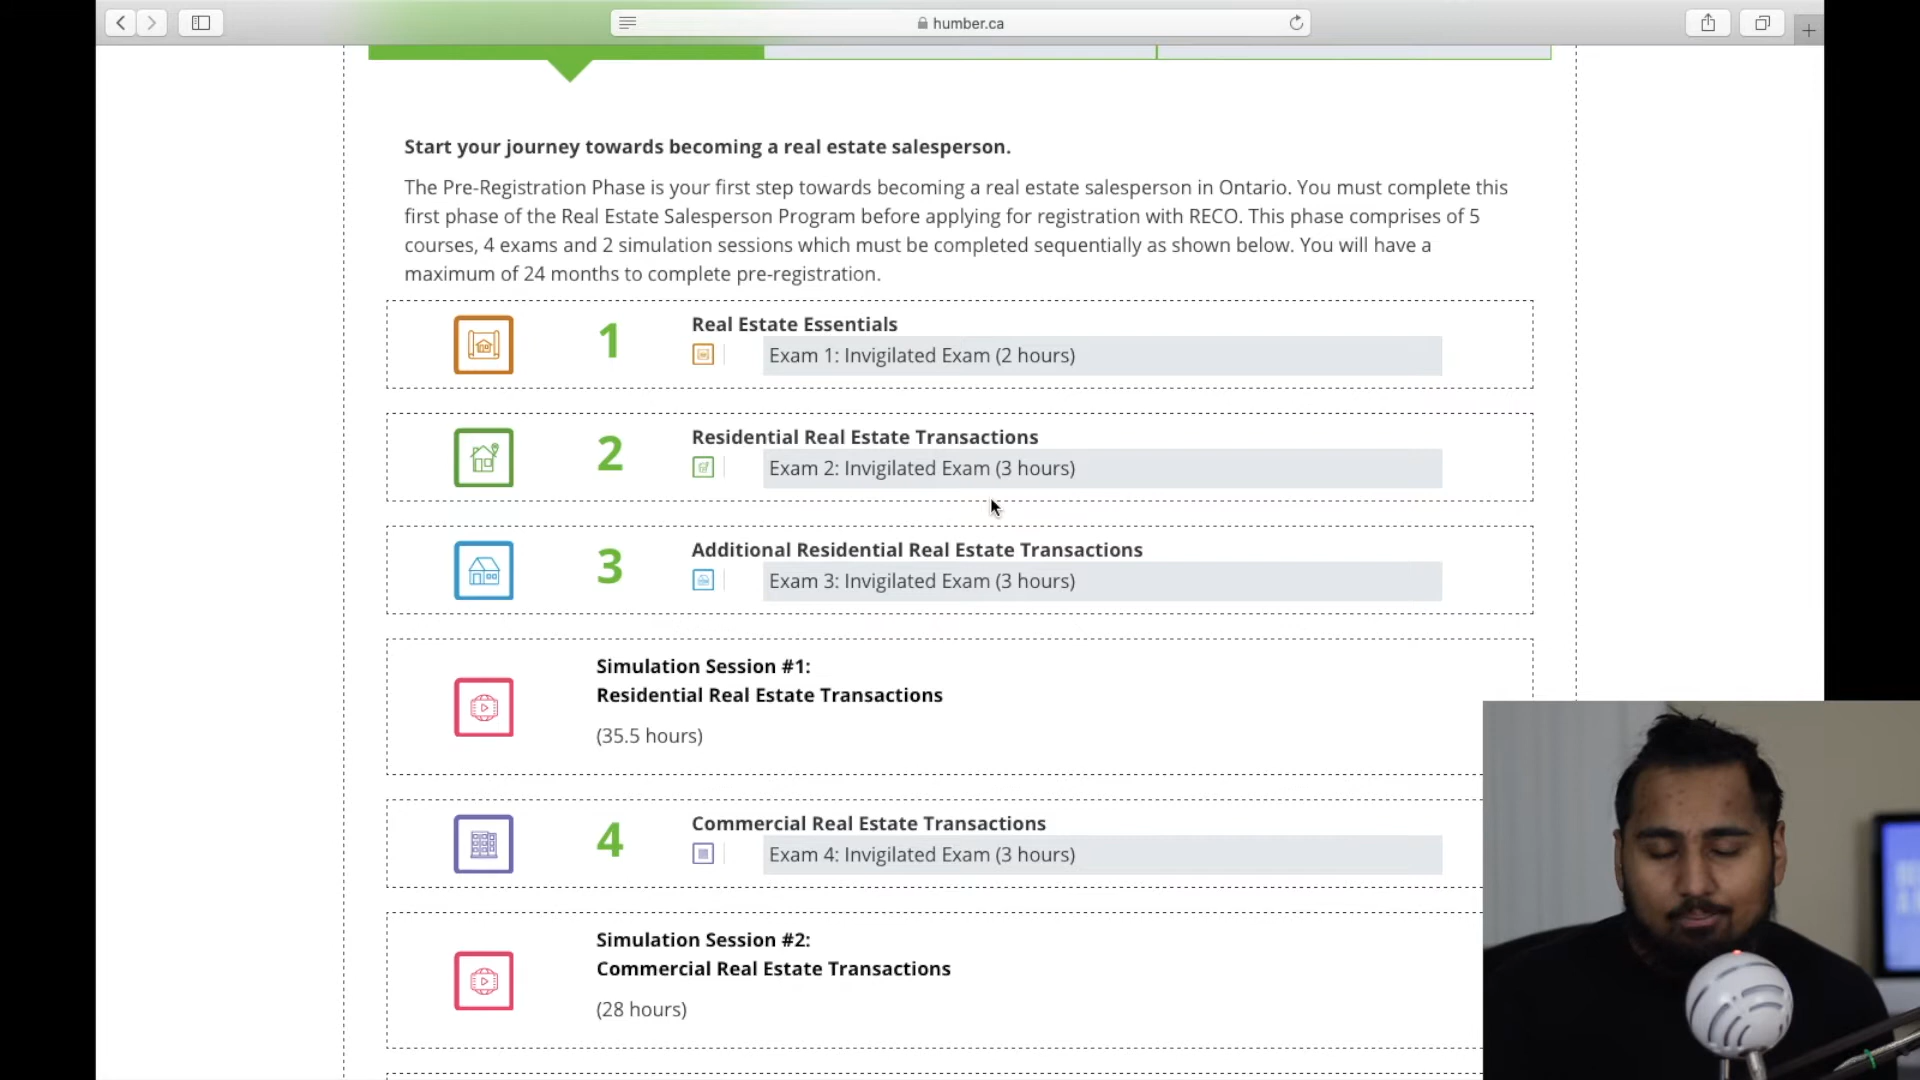 humber.ca
Start your journey towards becoming a real estate salesperson.
The Pre-Registration Phase is your first step towards becoming a real estate salesperson in Ontario. You must complete this
first phase of the Real Estate Salesperson Program before applying for registration with RECO. This phase comprises of 5
courses, 4 exams and 2 simulation sessions which must be completed sequentially as shown below. You will have a
maximum of 24 months to complete pre-registration.
1
Real Estate Essentials
Exam 1: Invigilated Exam (2 hours)
2
Residential Real Estate Transactions
Exam 2: Invigilated Exam (3 hours)
3
Additional Residential Real Estate Transactions
Exam 3: Invigilated Exam (3 hours)
Simulation Session #1:
Residential Real Estate Transactions
(35.5 hours)
4
Commercial Real Estate Transactions
Exam 4: Invigilated Exam (3 hours)
Simulation Session #2:
Commercial Real Estate Transactions
(28 hours)